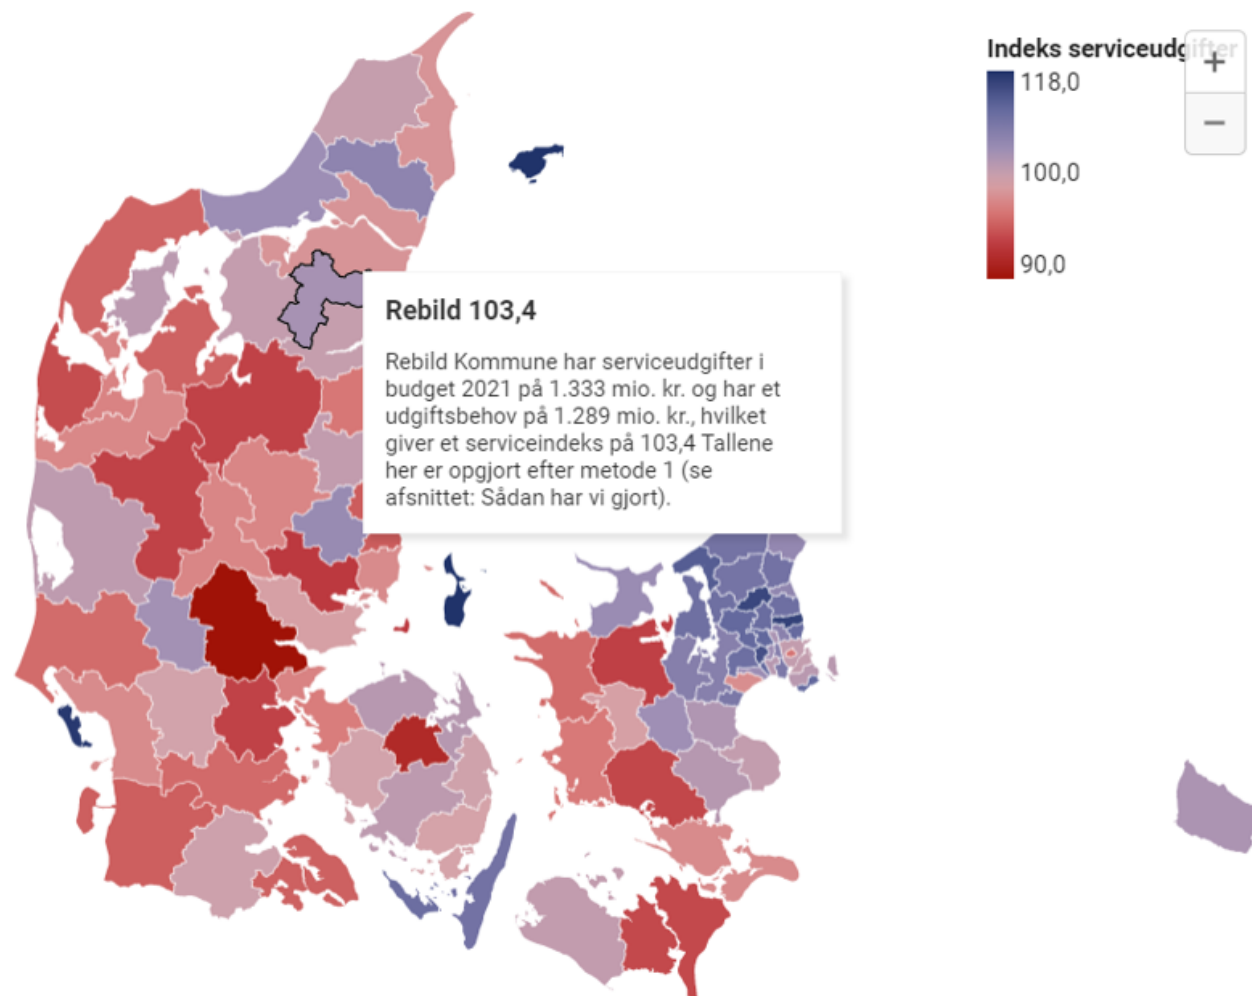 Indeks serviceudgifter
+
118,0
−
100,0
90,0
Rebild 103,4
Rebild Kommune har serviceudgifter i
budget 2021 på 1.333 mio. kr. og har et
udgiftsbehov på 1.289 mio. kr., hvilket
giver et serviceindeks på 103,4 Tallene
her er opgjort efter metode 1 (se
afsnittet: Sådan har vi gjort).